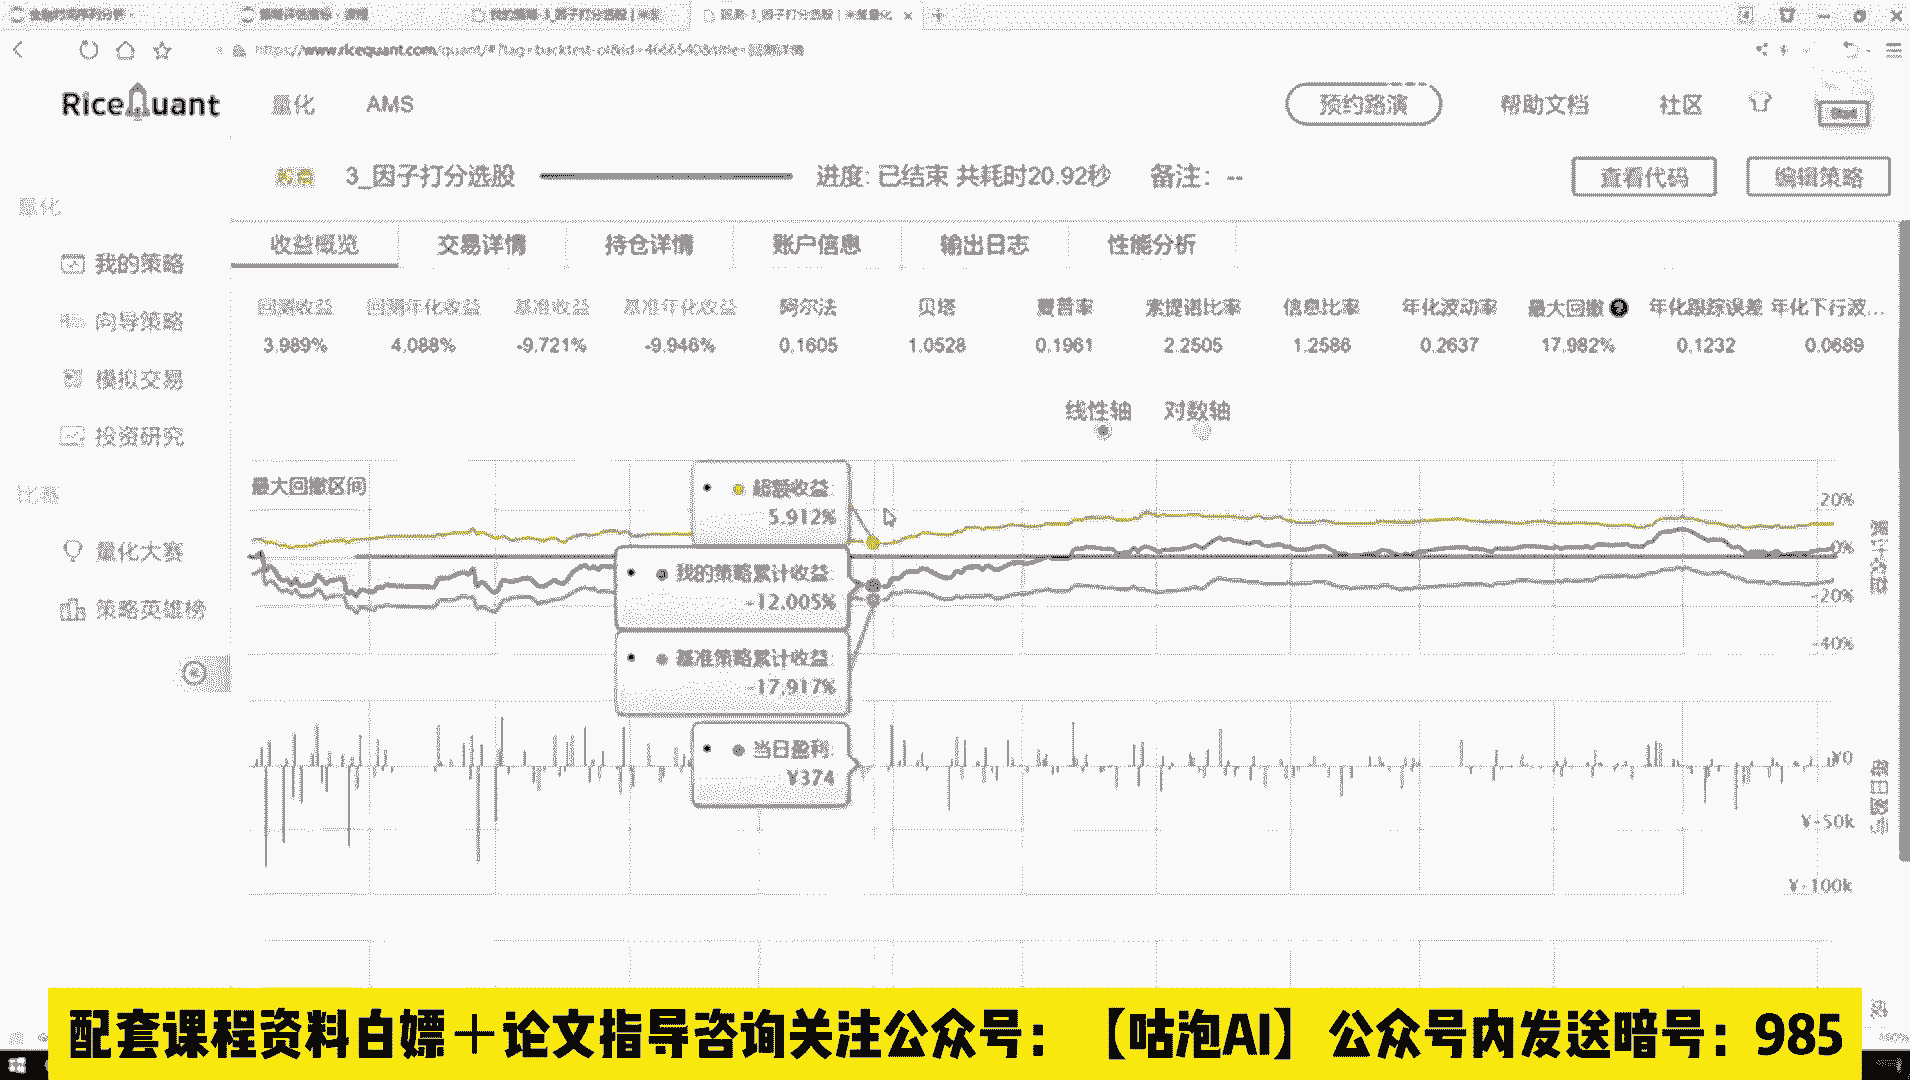 https://www.ricequant.com/quant/#
RiceQuant
量化
AMS
预约路演
帮助文档
社区
3_因子打分选股
进度: 已结束 共耗时20.92秒
备注: --
查看代码
编辑策略
量化
我的策略
向导策略
模拟交易
投资研究
比赛
量化大赛
策略英雄榜
收益概览
交易详情
持仓详情
账户信息
输出日志
性能分析
回测收益 回测年化收益 基准收益 基准年化收益 阿尔法 贝塔 夏普率 索提诺比率 信息比率 年化波动率 最大回撤 年化跟踪误差 年化下行波...
3.989% 4.088% -9.721% -9.946% 0.1605 1.0528 0.1961 2.2505 1.2586 0.2637 17.982% 0.1232 0.0689
线性轴 对数轴
最大回撤区间
超额收益
5.912%
我的策略累计收益
-12.005%
基准策略累计收益
-17.917%
当日盈利
¥374
20%
0%
-20%
-40%
累计收益
¥0
¥-50k
¥-100k
每日盈亏
配套课程资料白嫖＋论文指导咨询关注公众号：【咕泡AI】公众号内发送暗号：985